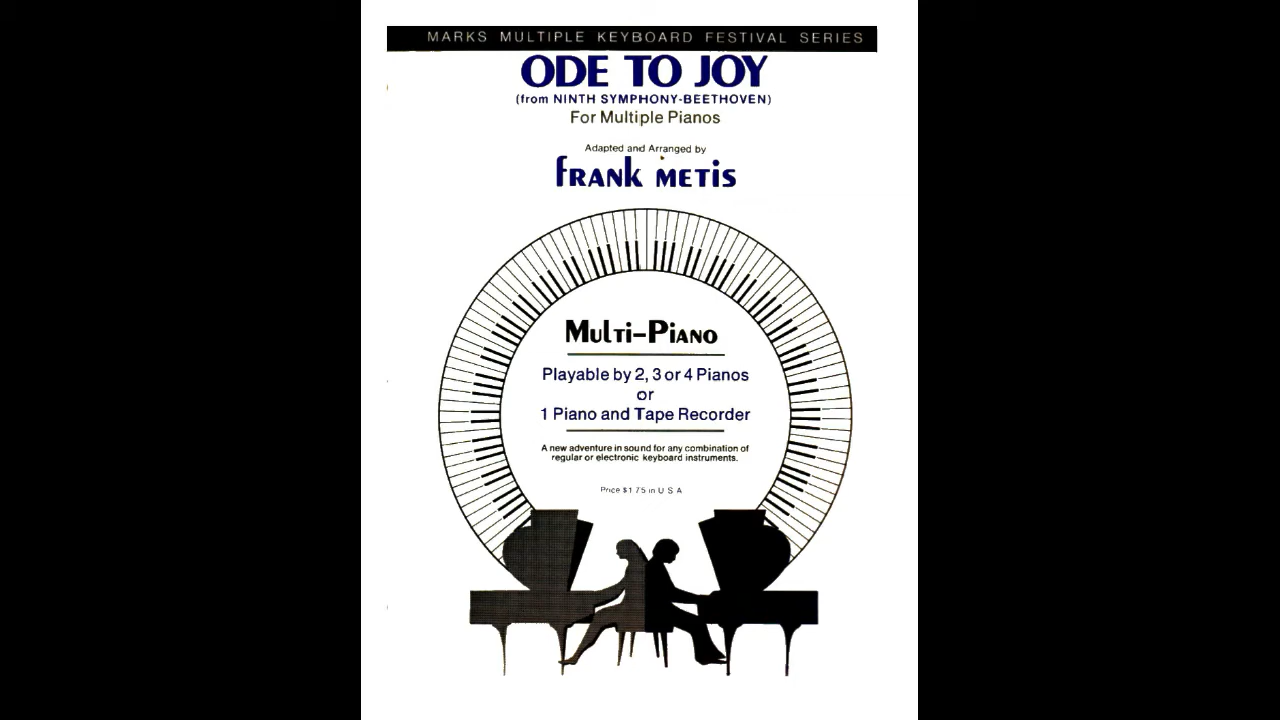 MARKS MULTIPLE KEYBOARD FESTIVAL SERIES
ODE TO JOY
(from NINTH SYMPHONY-BEETHOVEN)
For Multiple Pianos
Adapted and Arranged by
fRANk METis
MulTi-PiANO
Playable by 2, 3 or 4 Pianos
or
1 Piano and Tape Recorder
A new adventure in sound for any combination of
regular or electronic keyboard instruments.
Price $1.75 in U S A